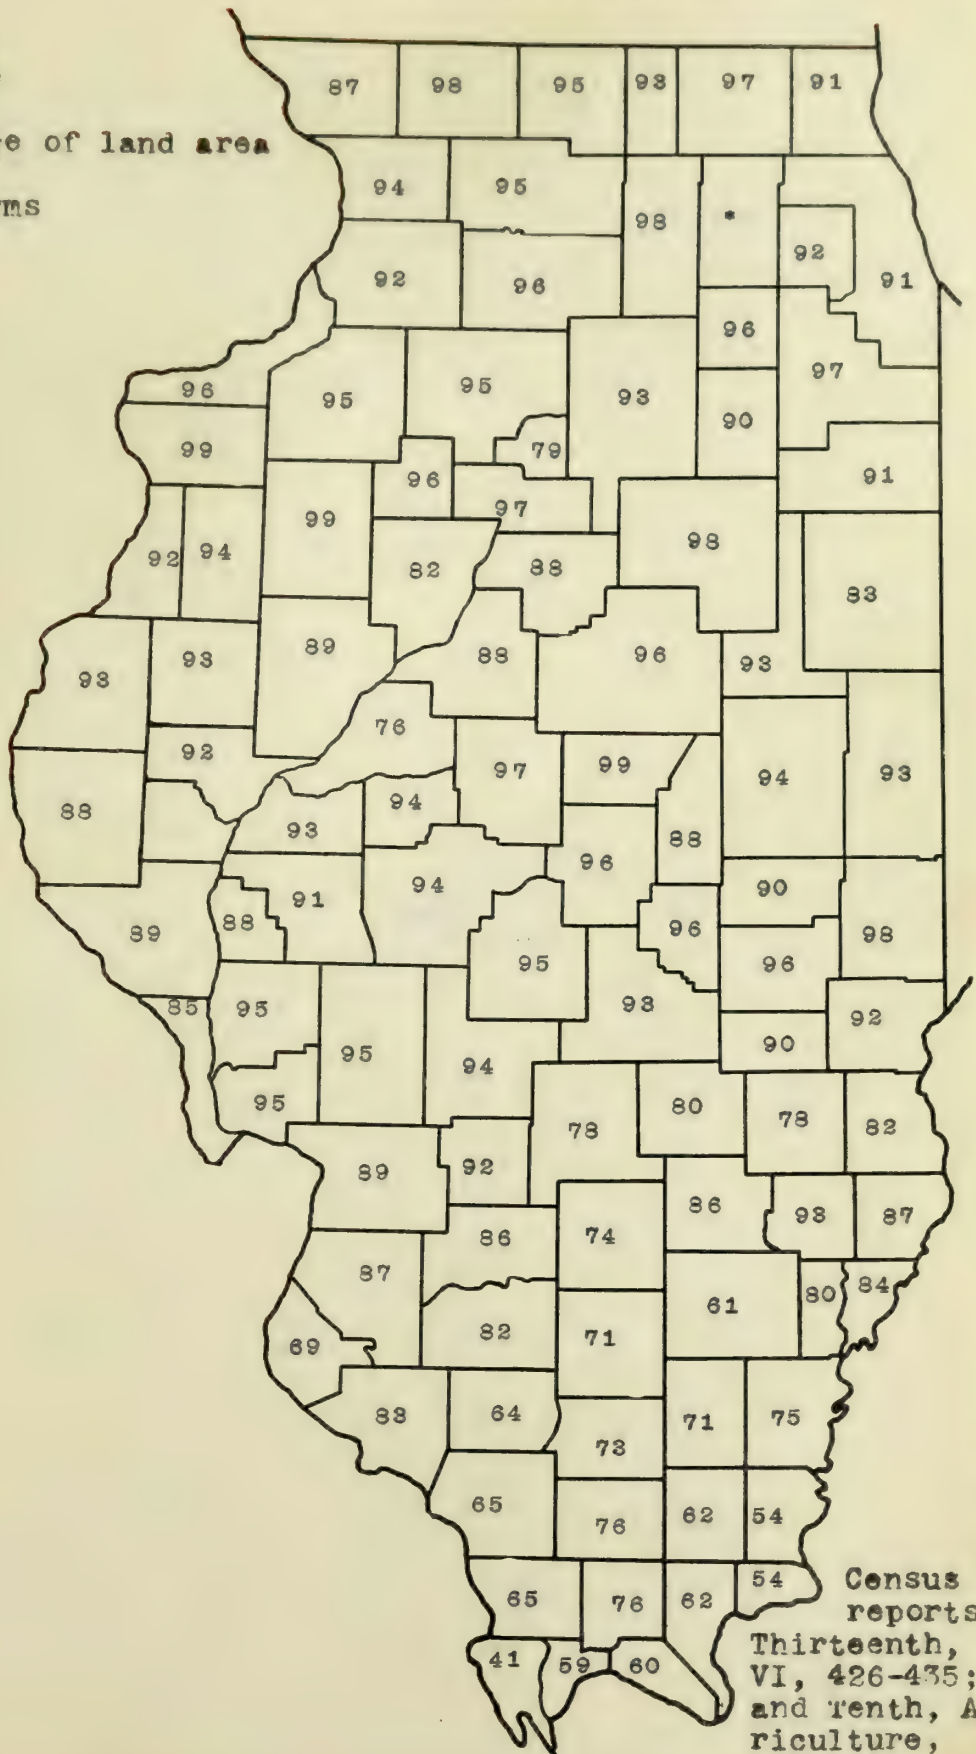 of land area
87 98 95 93 97 91
94 95 98 * 92 91
92 96 96 97
96 95 95 93 90
99 79 91
96 97
92 94 99 82 88 98 83
93 93 89 88 96 93
92 76 97 99 94 93
88 93 94 96 88 90
89 88 91 94 96 98
85 95 95 95 93 96 92
95 94 90
78 80 78 82
89 92 86 93 87
87 86 74 61 80 84
69 82 71
83 64 73 71 75
65 76 62 54
65 76 62 54
41 59 60
Census
reports
Thirteenth,
VI, 426-435;
and Tenth, A
riculture,